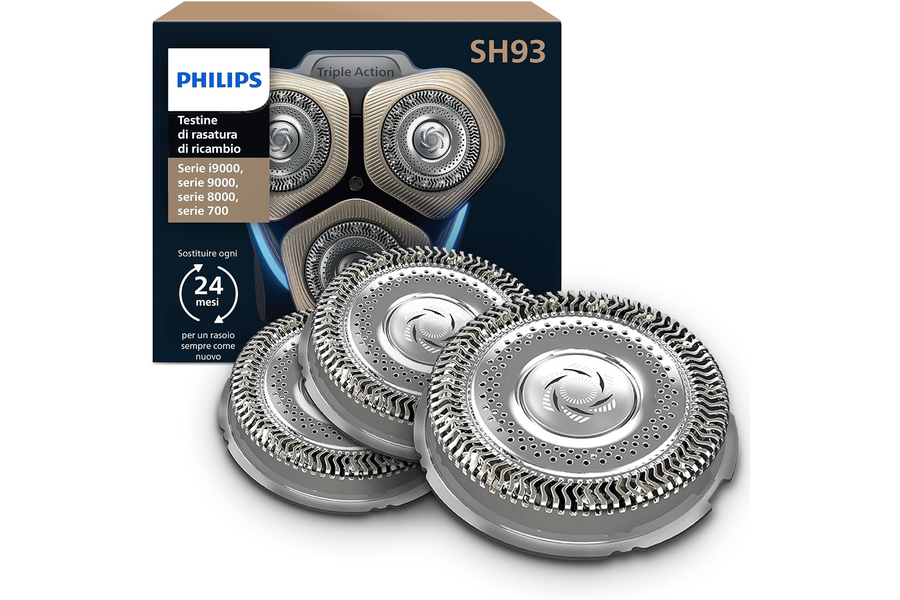 SH93
Triple Action
PHILIPS
Testine
di rasatura
di ricambio
Serie i9000,
serie 9000,
serie 8000,
serie 700
Sostituire ogni
24
mesi
per un rasoio
sempre come
nuovo